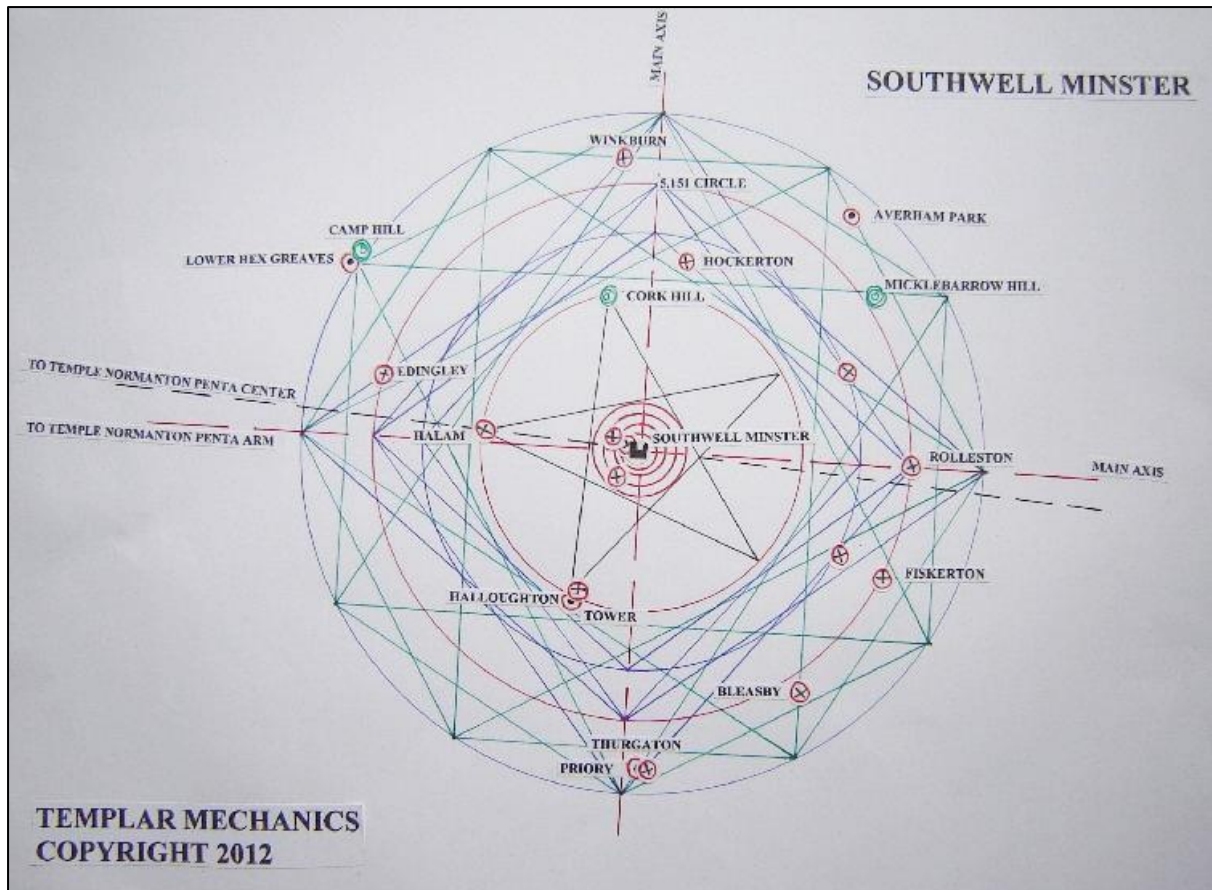 MAIN AXIS
SOUTHWELL MINSTER
WINKBURN
5.151 CIRCLE
AVERHAM PARK
CAMP HILL
LOWER HEX GREAVES
HOCKERTON
MICKLEBARROW HILL
CORK HILL
TO TEMPLE NORMANTON PENTA CENTER
EDINGLEY
TO TEMPLE NORMANTON PENTA ARM
HALAM
SOUTHWELL MINSTER
ROLLESTON
MAIN AXIS
FISKERTON
HALLOUGHTON
TOWER
BLEASBY
THURGATON
PRIORY
TEMPLAR MECHANICS
COPYRIGHT 2012